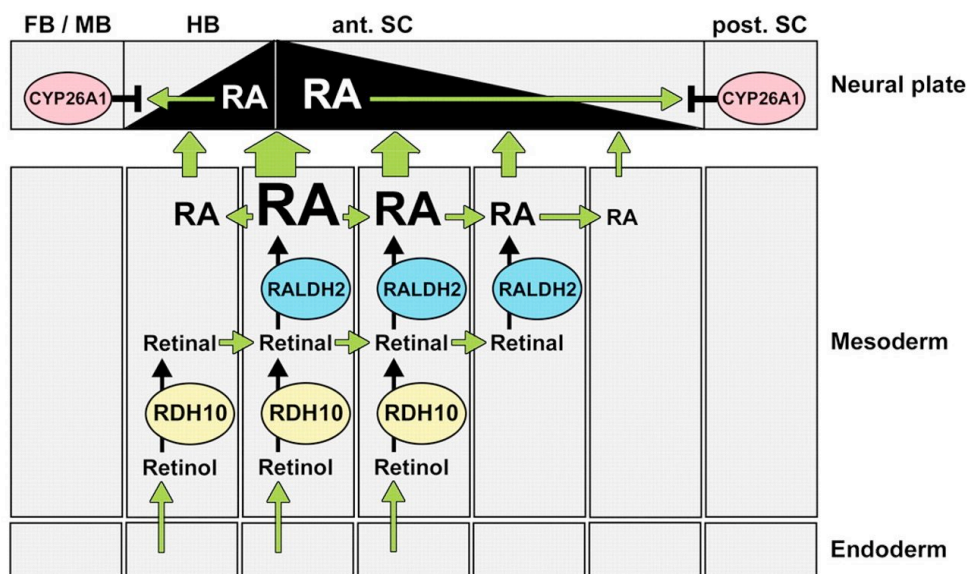 FB / MB HB ant. SC post. SC
CYP26A1 RA RA CYP26A1
Neural plate
RA RA RA RA RA
RALDH2 RALDH2 RALDH2
Retinal Retinal Retinal Retinal
Mesoderm
RDH10 RDH10 RDH10
Retinol Retinol Retinol
Endoderm